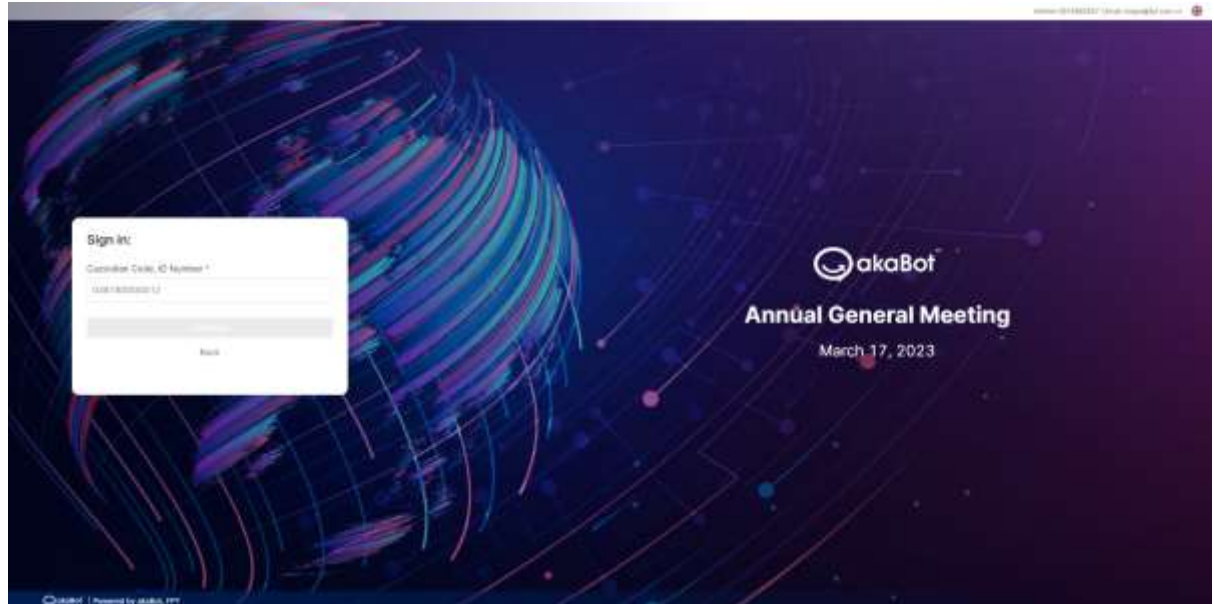 Sign in:
Custodian Code, ID Number *
Back
akaBot
Annual General Meeting
March 17, 2023
akaBot | Powered by akaBot, FPT